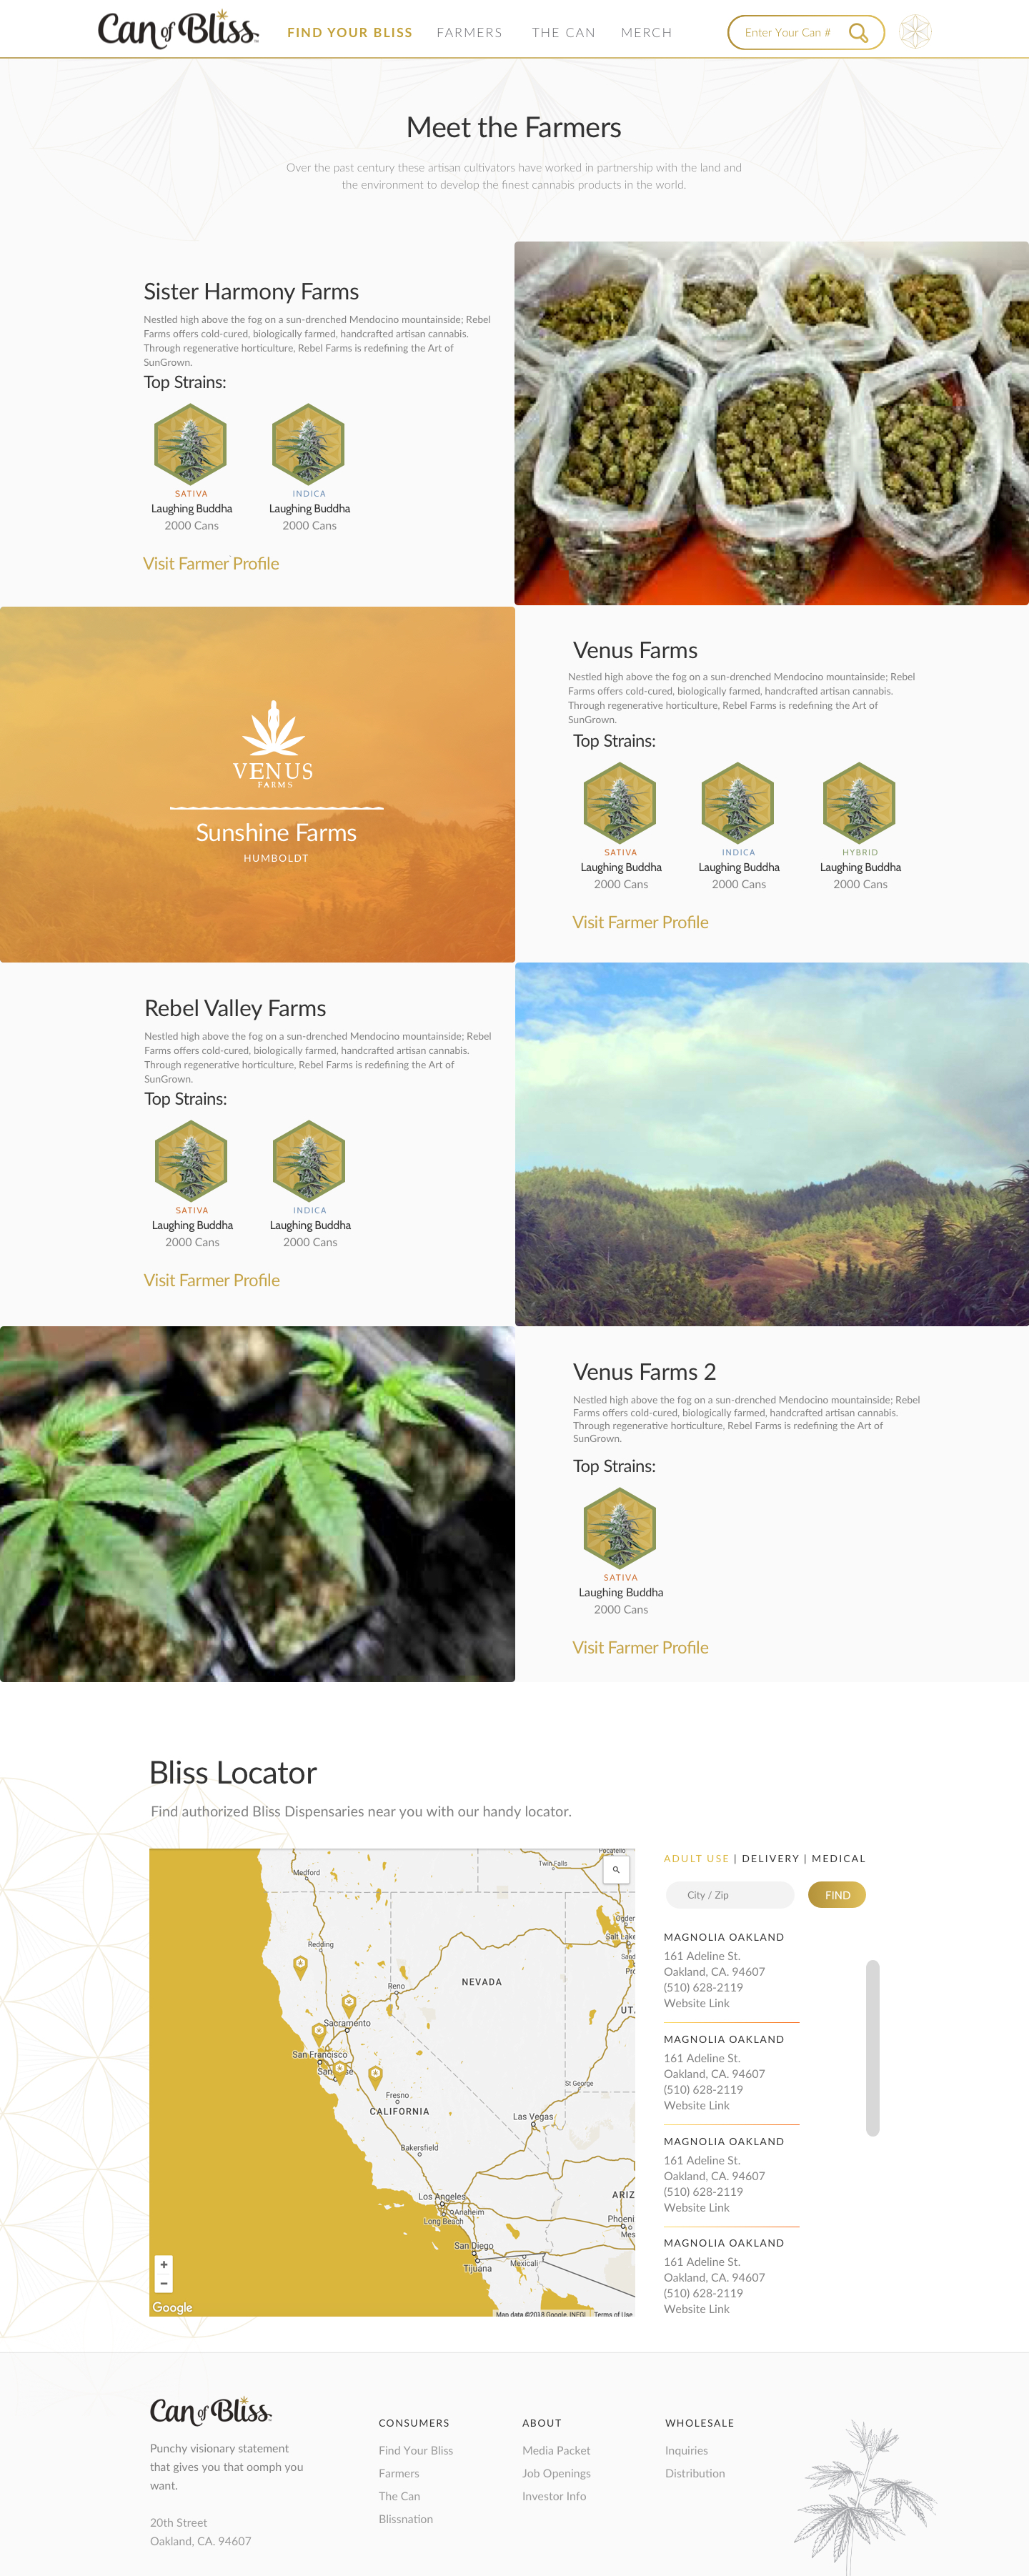 Can of Bliss™
FIND YOUR BLISS FARMERS THE CAN MERCH
Enter Your Can #
Meet the Farmers
Over the past century these artisan cultivators have worked in partnership with the land and
the environment to develop the finest cannabis products in the world.
Sister Harmony Farms
Nestled high above the fog on a sun-drenched Mendocino mountainside; Rebel
Farms offers cold-cured, biologically farmed, handcrafted artisan cannabis.
Through regenerative horticulture, Rebel Farms is redefining the Art of
SunGrown.
Top Strains:
SATIVA INDICA
Laughing Buddha Laughing Buddha
2000 Cans 2000 Cans
Visit Farmer Profile
VENUS
FARMS
Sunshine Farms
HUMBOLDT
Venus Farms
Nestled high above the fog on a sun-drenched Mendocino mountainside; Rebel
Farms offers cold-cured, biologically farmed, handcrafted artisan cannabis.
Through regenerative horticulture, Rebel Farms is redefining the Art of
SunGrown.
Top Strains:
SATIVA INDICA HYBRID
Laughing Buddha Laughing Buddha Laughing Buddha
2000 Cans 2000 Cans 2000 Cans
Visit Farmer Profile
Rebel Valley Farms
Nestled high above the fog on a sun-drenched Mendocino mountainside; Rebel
Farms offers cold-cured, biologically farmed, handcrafted artisan cannabis.
Through regenerative horticulture, Rebel Farms is redefining the Art of
SunGrown.
Top Strains:
SATIVA INDICA
Laughing Buddha Laughing Buddha
2000 Cans 2000 Cans
Visit Farmer Profile
Venus Farms 2
Nestled high above the fog on a sun-drenched Mendocino mountainside; Rebel
Farms offers cold-cured, biologically farmed, handcrafted artisan cannabis.
Through regenerative horticulture, Rebel Farms is redefining the Art of
SunGrown.
Top Strains:
SATIVA
Laughing Buddha
2000 Cans
Visit Farmer Profile
Bliss Locator
Find authorized Bliss Dispensaries near you with our handy locator.
Pocatello
Twin Falls
Medford
Ogden
Salt Lake
Redding
Reno
NEVADA
UT
Sacramento
San Francisco
St George
Fresno
CALIFORNIA
Las Vegas
Bakersfield
Los Angeles
ARIZ
Anaheim
Long Beach
Phoeni
Mes
San Diego
Mexicali
Tijuana
+
−
Google
Map data ©2018 Google, INEGI Terms of Use
ADULT USE | DELIVERY | MEDICAL
City / Zip FIND
MAGNOLIA OAKLAND
161 Adeline St.
Oakland, CA. 94607
(510) 628-2119
Website Link
MAGNOLIA OAKLAND
161 Adeline St.
Oakland, CA. 94607
(510) 628-2119
Website Link
MAGNOLIA OAKLAND
161 Adeline St.
Oakland, CA. 94607
(510) 628-2119
Website Link
MAGNOLIA OAKLAND
161 Adeline St.
Oakland, CA. 94607
(510) 628-2119
Website Link
Can of Bliss™
Punchy visionary statement
that gives you that oomph you
want.
20th Street
Oakland, CA. 94607
CONSUMERS
Find Your Bliss
Farmers
The Can
Blissnation
ABOUT
Media Packet
Job Openings
Investor Info
WHOLESALE
Inquiries
Distribution